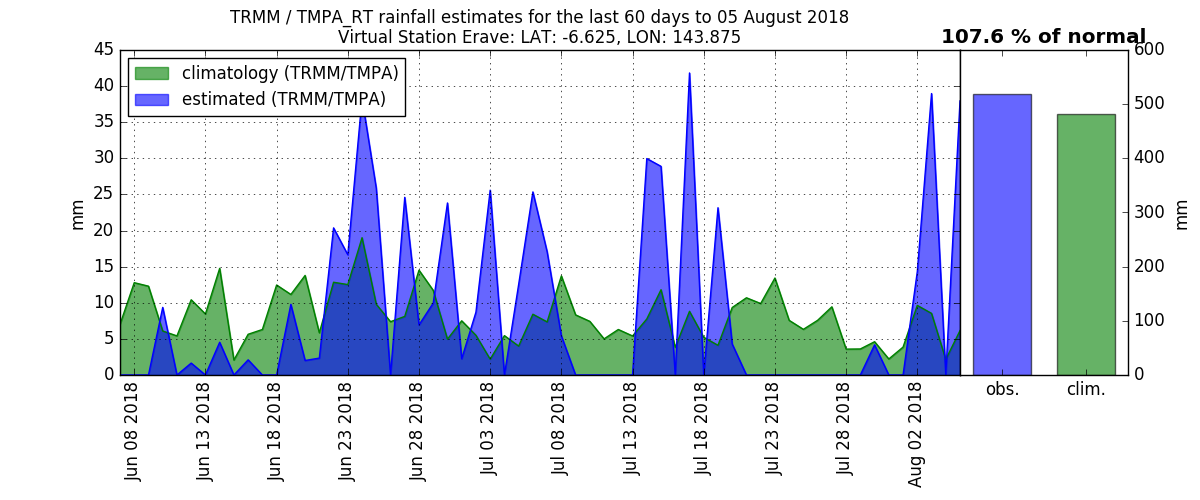 TRMM / TMPA_RT rainfall estimates for the last 60 days to 05 August 2018
Virtual Station Erave: LAT: -6.625, LON: 143.875
107.6 % of normal
climatology (TRMM/TMPA)
estimated (TRMM/TMPA)
45
40
35
30
25
20
15
10
5
0
mm
Jun 08 2018
Jun 13 2018
Jun 18 2018
Jun 23 2018
Jun 28 2018
Jul 03 2018
Jul 08 2018
Jul 13 2018
Jul 18 2018
Jul 23 2018
Jul 28 2018
Aug 02 2018
600
500
400
300
200
100
0
mm
obs.
clim.